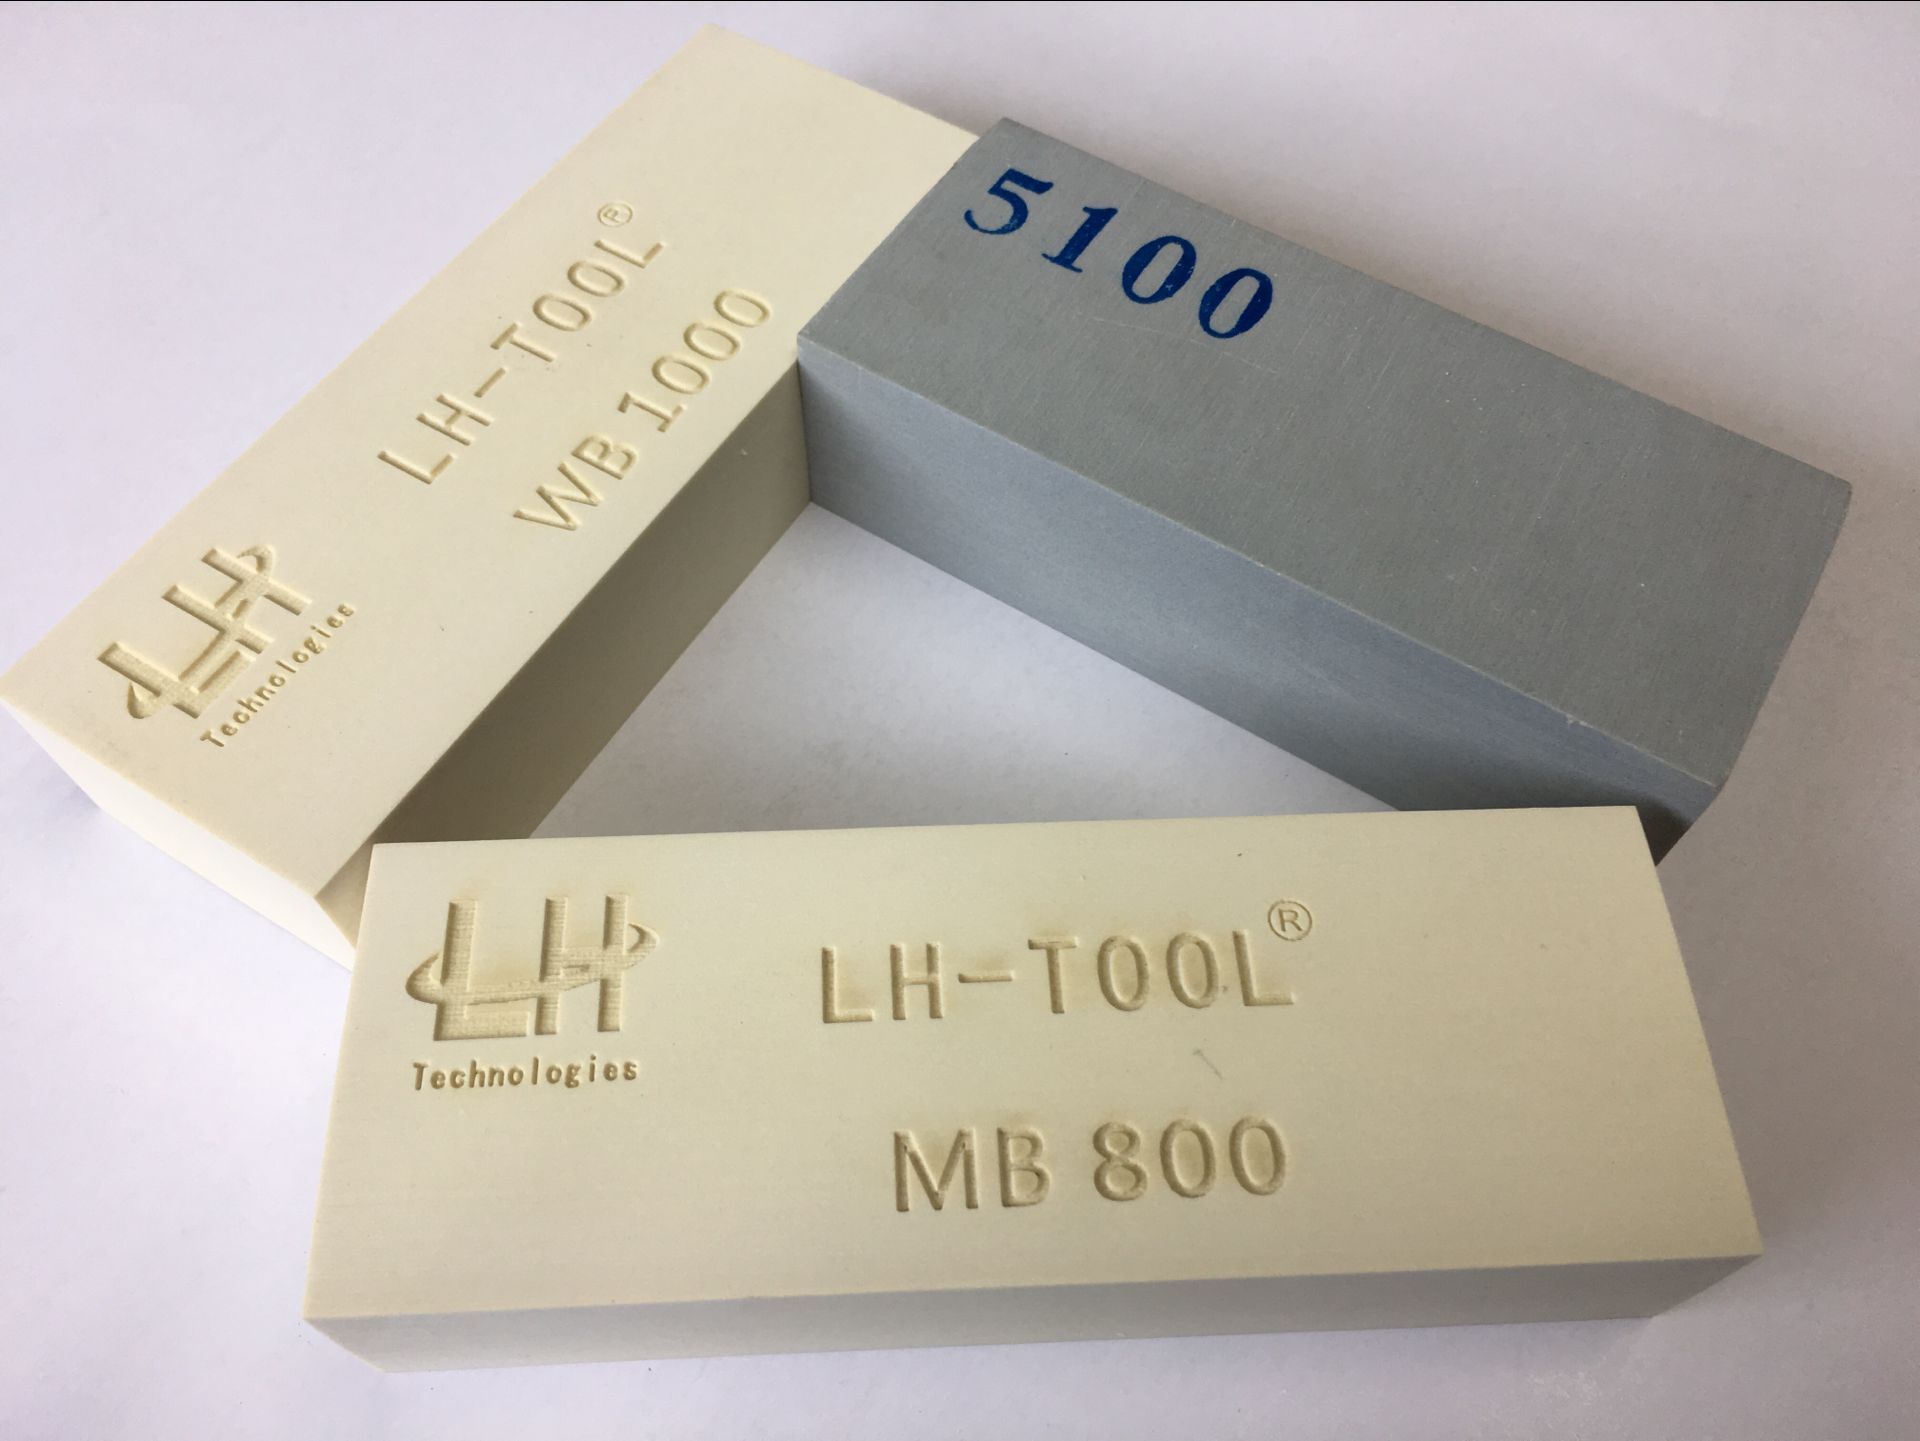 LH-TOOL®
WB 1000
LH
Technologies
5100
LH
Technologies
LH-TOOL®
MB 800